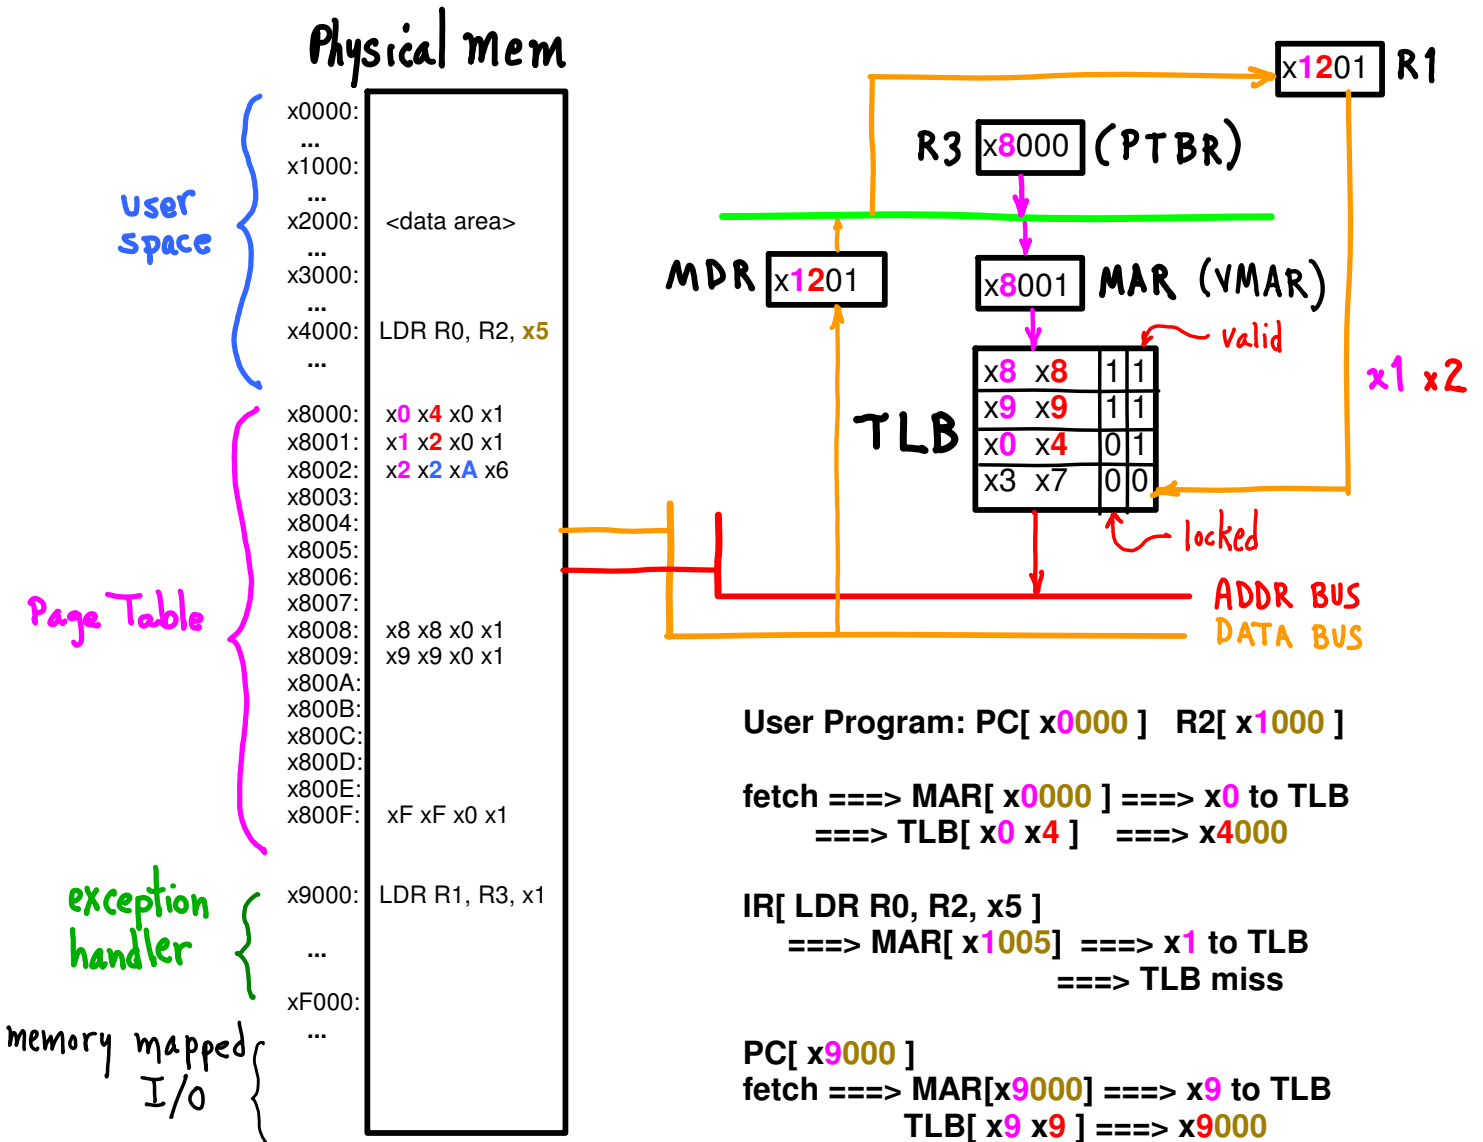 Physical Mem
x0000:
...
x1000:
...
x2000: <data area>
...
x3000:
...
x4000: LDR R0, R2, x5
...
user
space
x8000: x0 x4 x0 x1
x8001: x1 x2 x0 x1
x8002: x2 x2 xA x6
x8003:
x8004:
x8005:
x8006:
x8007:
x8008: x8 x8 x0 x1
x8009: x9 x9 x0 x1
x800A:
x800B:
x800C:
x800D:
x800E:
x800F: xF xF x0 x1
Page Table
x9000: LDR R1, R3, x1
...
exception
handler
xF000:
...
memory mapped
I/O
x1201 R1
R3 x8000 (PTBR)
MDR x1201
x8001 MAR (VMAR)
valid
TLB
x8 x8 1 1
x9 x9 1 1
x0 x4 0 1
x3 x7 0 0
locked
x1 x2
ADDR BUS
DATA BUS
User Program: PC[ x0000 ] R2[ x1000 ]
fetch ===> MAR[ x0000 ] ===> x0 to TLB
===> TLB[ x0 x4 ] ===> x4000
IR[ LDR R0, R2, x5 ]
===> MAR[ x1005] ===> x1 to TLB
===> TLB miss
PC[ x9000 ]
fetch ===> MAR[x9000] ===> x9 to TLB
TLB[ x9 x9 ] ===> x9000